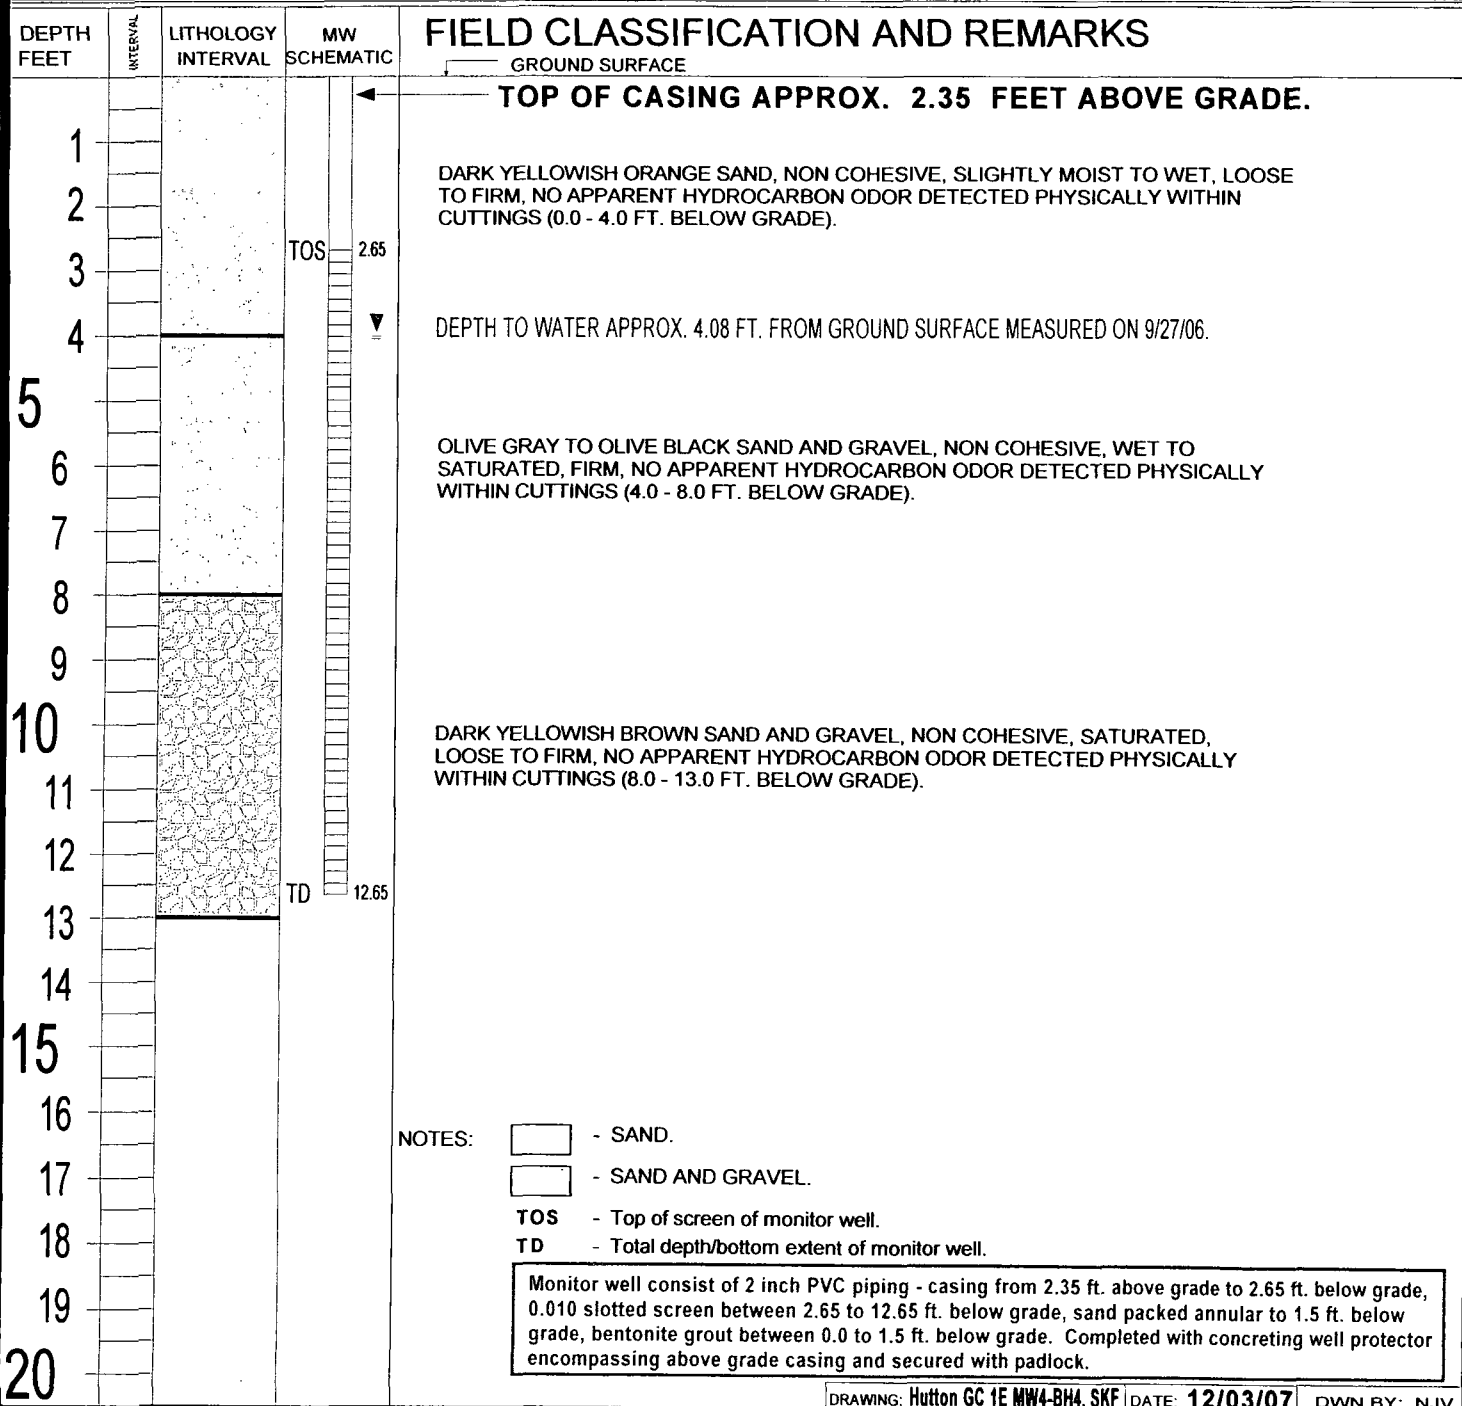 DEPTH
FEET
INTERVAL
LITHOLOGY
INTERVAL
MW
SCHEMATIC
FIELD CLASSIFICATION AND REMARKS
GROUND SURFACE
TOP OF CASING APPROX. 2.35 FEET ABOVE GRADE.
1
DARK YELLOWISH ORANGE SAND, NON COHESIVE, SLIGHTLY MOIST TO WET, LOOSE
TO FIRM, NO APPARENT HYDROCARBON ODOR DETECTED PHYSICALLY WITHIN
CUTTINGS (0.0 - 4.0 FT. BELOW GRADE).
2
TOS 2.65
3
4
DEPTH TO WATER APPROX. 4.08 FT. FROM GROUND SURFACE MEASURED ON 9/27/06.
5
OLIVE GRAY TO OLIVE BLACK SAND AND GRAVEL, NON COHESIVE, WET TO
SATURATED, FIRM, NO APPARENT HYDROCARBON ODOR DETECTED PHYSICALLY
WITHIN CUTTINGS (4.0 - 8.0 FT. BELOW GRADE).
6
7
8
9
10
DARK YELLOWISH BROWN SAND AND GRAVEL, NON COHESIVE, SATURATED,
LOOSE TO FIRM, NO APPARENT HYDROCARBON ODOR DETECTED PHYSICALLY
WITHIN CUTTINGS (8.0 - 13.0 FT. BELOW GRADE).
11
12
TD 12.65
13
14
15
16
NOTES:
- SAND.
17
- SAND AND GRAVEL.
TOS - Top of screen of monitor well.
18
TD - Total depth/bottom extent of monitor well.
19
Monitor well consist of 2 inch PVC piping - casing from 2.35 ft. above grade to 2.65 ft. below grade,
0.010 slotted screen between 2.65 to 12.65 ft. below grade, sand packed annular to 1.5 ft. below
grade, bentonite grout between 0.0 to 1.5 ft. below grade. Completed with concreting well protector
encompassing above grade casing and secured with padlock.
20
DRAWING: Hutton GC 1E MW4-BH4. SKF DATE: 12/03/07 DWN BY: NJV